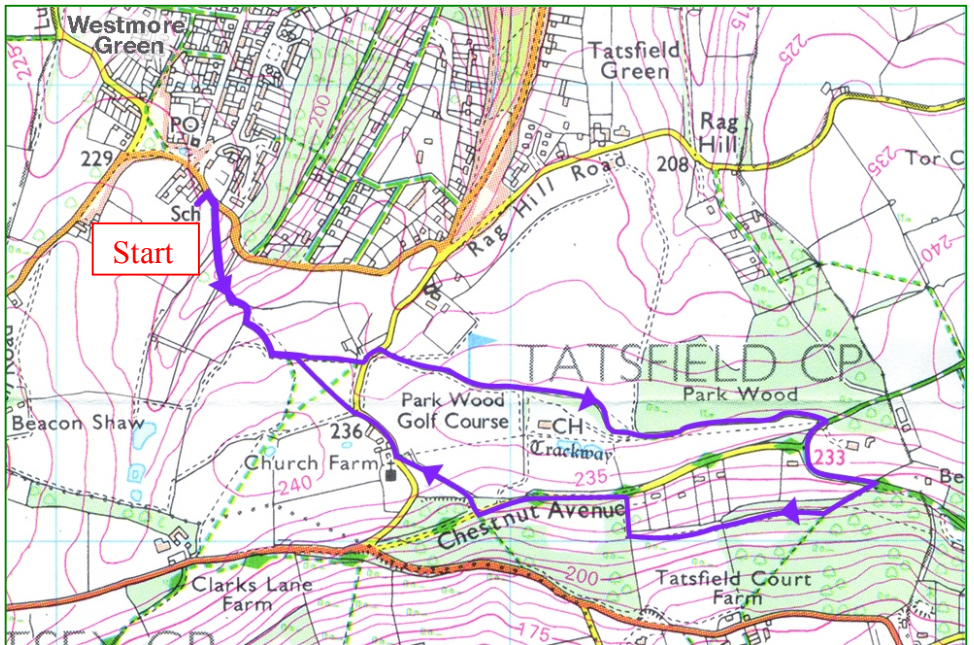 Westmore
Green
225
PO
229
Sch
Start
200
Tatsfield
Green
215
225
Rag
Hill
208
235
Tor C
240
Rag Hill Road
TATSFIELD CP
Park Wood
Park Wood
Golf Course
CH
Trackway
Beacon Shaw
236
Church Farm
240
235
233
Be
Chestnut Avenue
Clarks Lane
Farm
200
Tatsfield Court
Farm
175